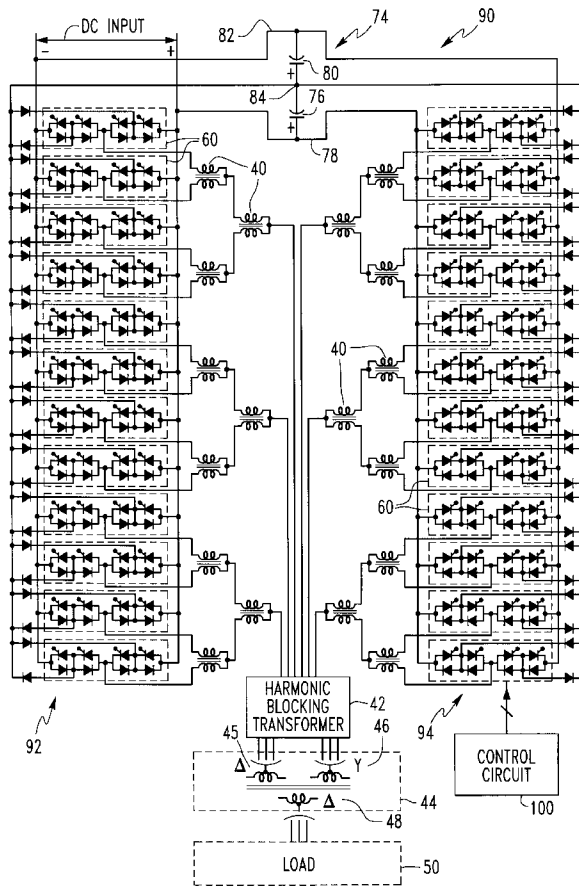 DC INPUT
82
74
90
-
+
80
+
84
76
+
78
60
40
40
40
40
60
HARMONIC
BLOCKING
TRANSFORMER
42
92
94
45
46
Δ
Y
CONTROL
CIRCUIT
Δ
44
48
100
LOAD
50